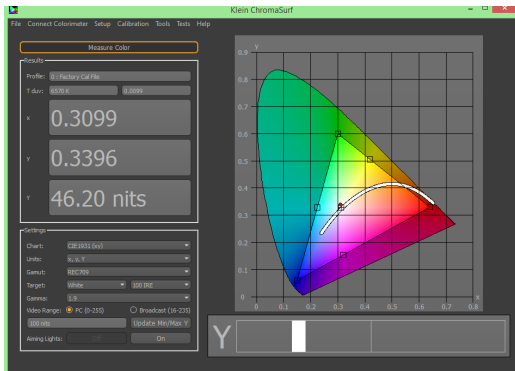 Klein ChromaSurf
File Connect Colorimeter Setup Calibration Tools Tests Help
Measure Color
Results
Profile: 0 : Factory Cal File
T duv: 6570 K 0.0099
x 0.3099
y 0.3396
Y 46.20 nits
Settings
Chart: CIE1931 (xy)
Units: x, y, Y
Gamut: REC709
Target: White 100 IRE
Gamma: 1.9
Video Range: PC (0-255) Broadcast (16-235)
100 nits Update Min/Max Y
Aiming Lights: On
y
0.9
0.8
0.7
0.6
0.5
0.4
0.3
0.2
0.1
0
0 0.1 0.2 0.3 0.4 0.5 0.6 0.7 0.8
x
Y